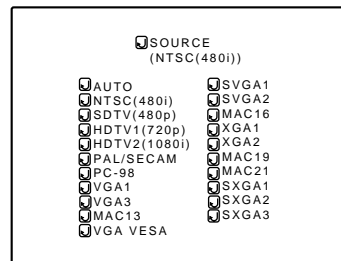 SOURCE
(NTSC(480i))
AUTO
NTSC(480i)
SDTV(480p)
HDTV1(720p)
HDTV2(1080i)
PAL/SECAM
PC-98
VGA1
VGA3
MAC13
VGA VESA
SVGA1
SVGA2
MAC16
XGA1
XGA2
MAC19
MAC21
SXGA1
SXGA2
SXGA3